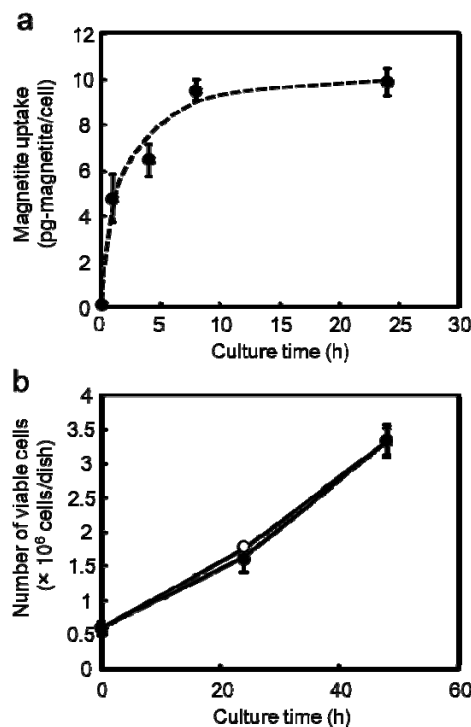 a
12
10
8
6
4
2
0
Magnetite uptake
(pg-magnetite/cell)
0 5 10 15 20 25 30
Culture time (h)
b
4
3.5
3
2.5
2
1.5
1
0.5
0
Number of viable cells
(× 10⁶ cells/dish)
0 20 40 60
Culture time (h)